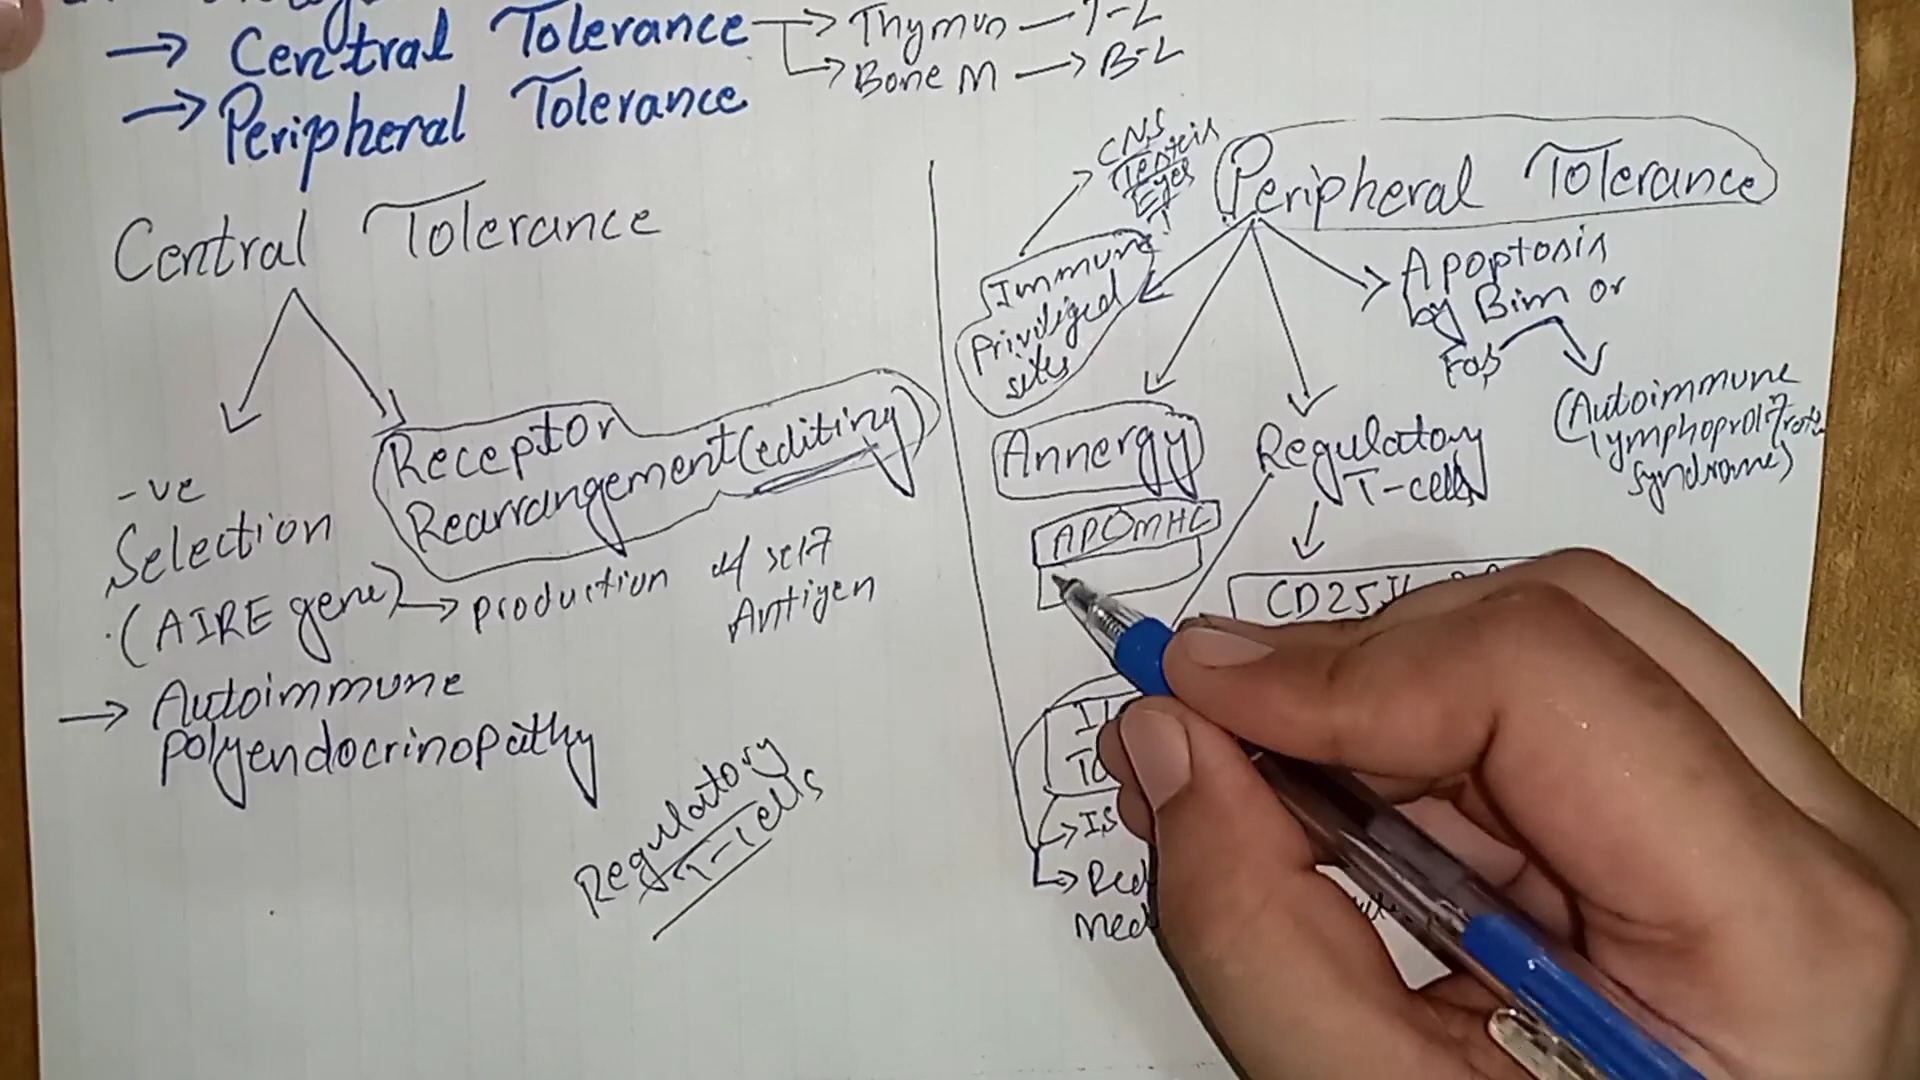 → Central Tolerance → Thymus — T-L
→ Bone M → B-L
→ Peripheral Tolerance
Central Tolerance
-ve
Selection
(AIRE gene) → production of self
Antigen
Receptor
Rearrangement (editing)
→ Autoimmune
polyendocrinopathy
Regulatory
T-cells
Peripheral Tolerance
CNS
Testeis
Eyes
Immune
Privileged
sites
Annergy
APC MHC
Regulatory
T-cells
CD25
Apoptosis
by Bim or
Fas
(Autoimmune
Syndrome)